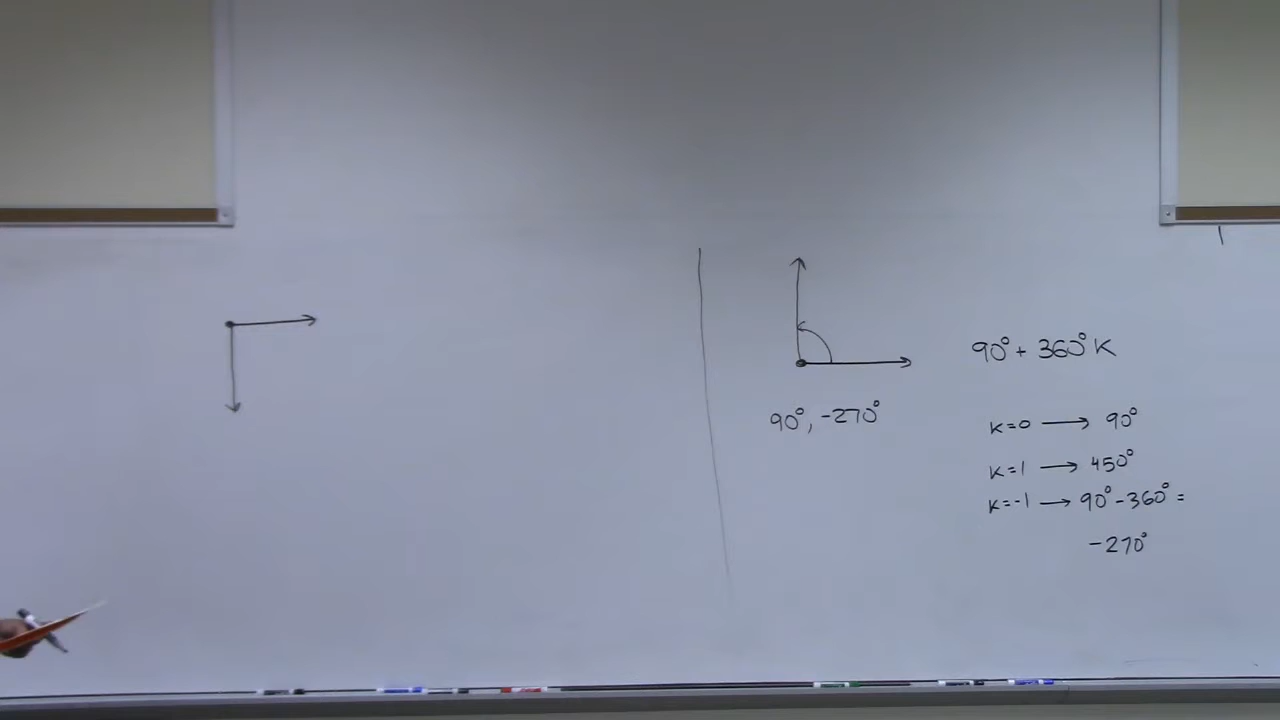 90°, -270°
90° + 360°K
K=0 → 90°
K=1 → 450°
K=-1 → 90° - 360° =
-270°